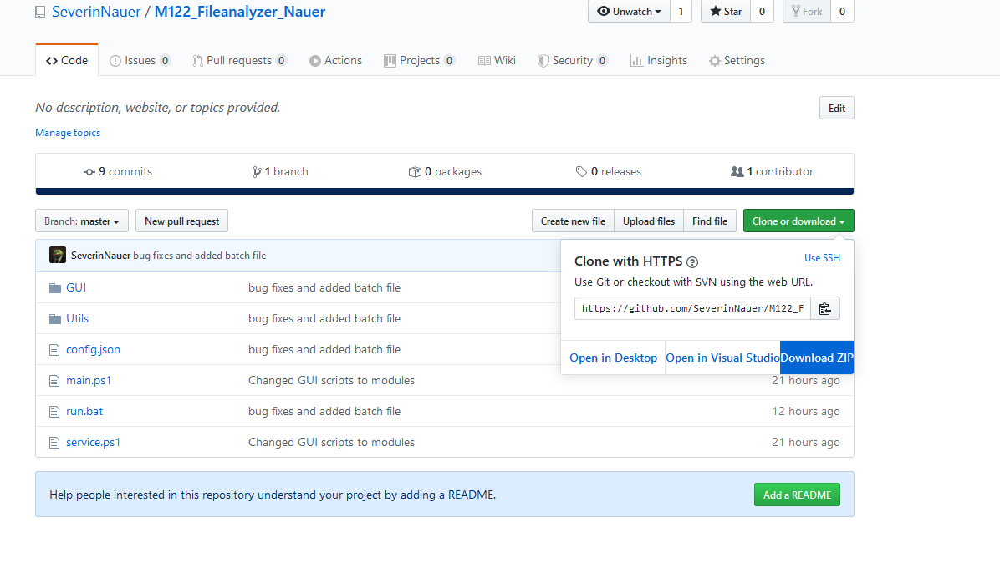 SeverinNauer / M122_Fileanalyzer_Nauer
Unwatch 1 Star 0 Fork 0
Code Issues 0 Pull requests 0 Actions Projects 0 Wiki Security 0 Insights Settings
No description, website, or topics provided.
Edit
Manage topics
9 commits 1 branch 0 packages 0 releases 1 contributor
Branch: master New pull request Create new file Upload files Find file Clone or download
SeverinNauer bug fixes and added batch file
GUI bug fixes and added batch file
Utils bug fixes and added batch file
config.json bug fixes and added batch file
main.ps1 Changed GUI scripts to modules 21 hours ago
run.bat bug fixes and added batch file 12 hours ago
service.ps1 Changed GUI scripts to modules 21 hours ago
Clone with HTTPS ? Use SSH
Use Git or checkout with SVN using the web URL.
https://github.com/SeverinNauer/M122_F
Open in Desktop Open in Visual Studio Download ZIP
Help people interested in this repository understand your project by adding a README. Add a README